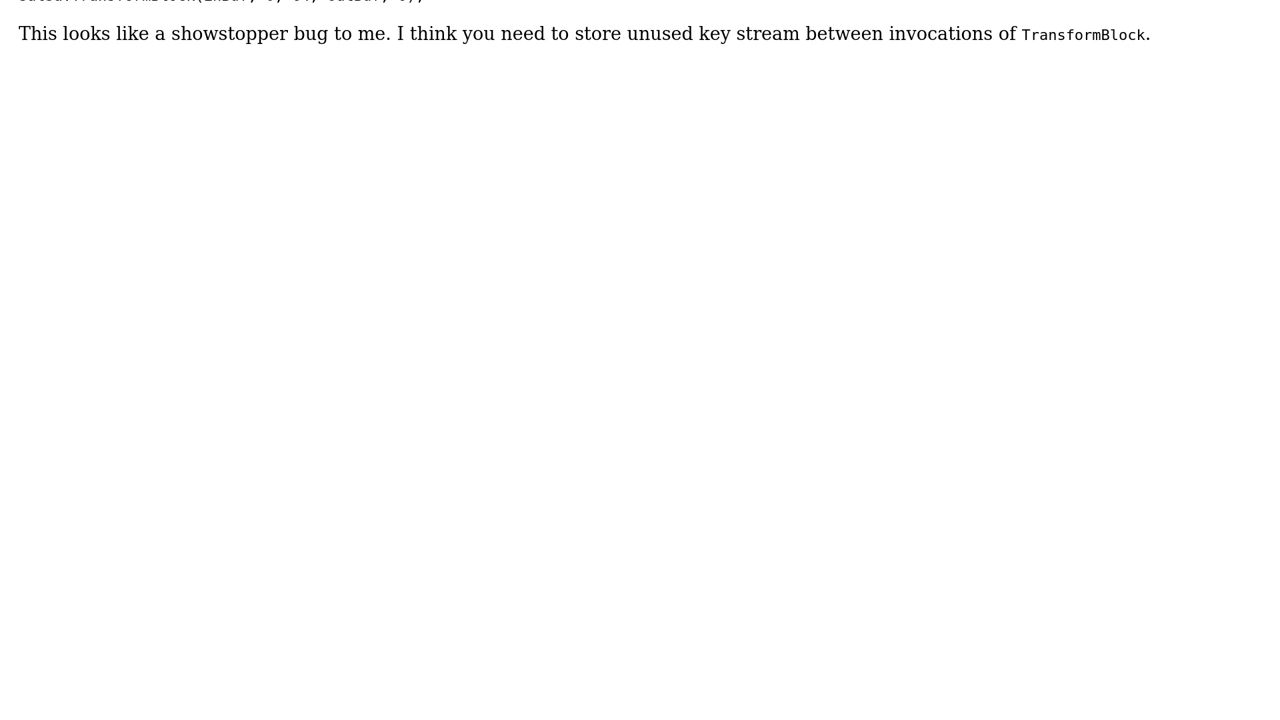 This looks like a showstopper bug to me. I think you need to store unused key stream between invocations of TransformBlock.